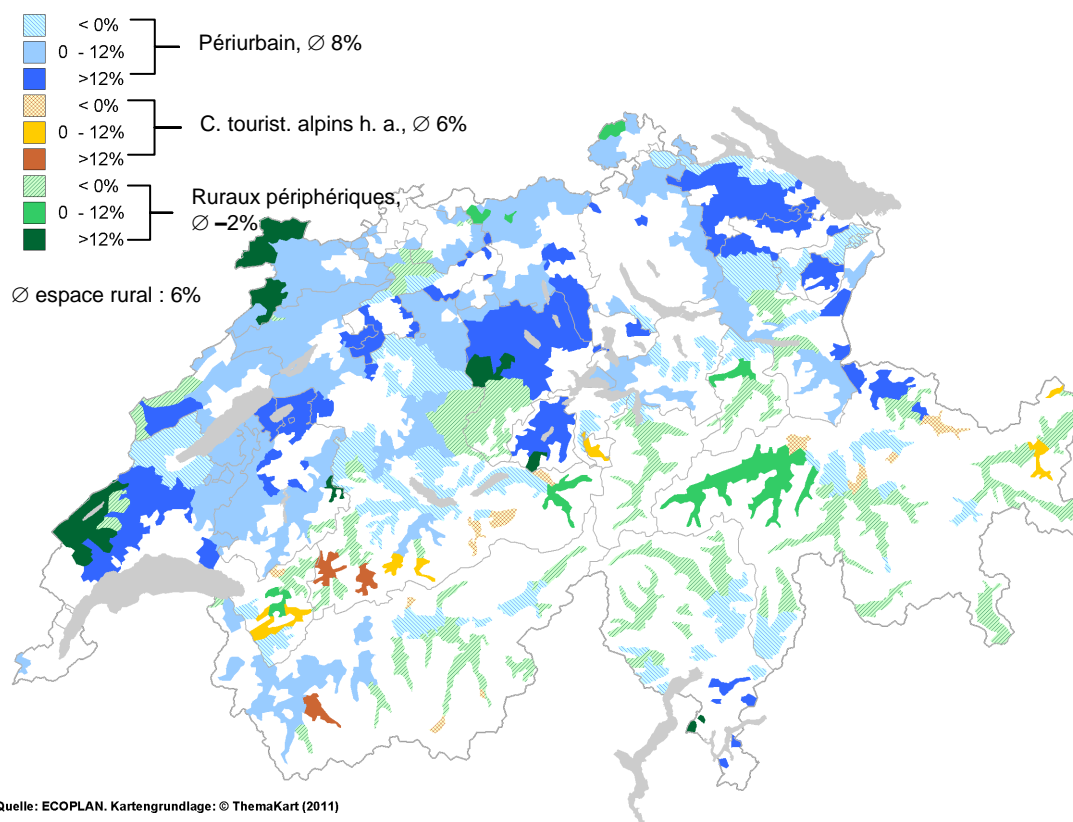 < 0%
0 - 12%
>12%
Périurbain, ∅ 8%
< 0%
0 - 12%
>12%
C. tourist. alpins h. a., ∅ 6%
< 0%
0 - 12%
>12%
Ruraux périphériques,
∅ –2%
∅ espace rural : 6%
Quelle: ECOPLAN. Kartengrundlage: © ThemaKart (2011)